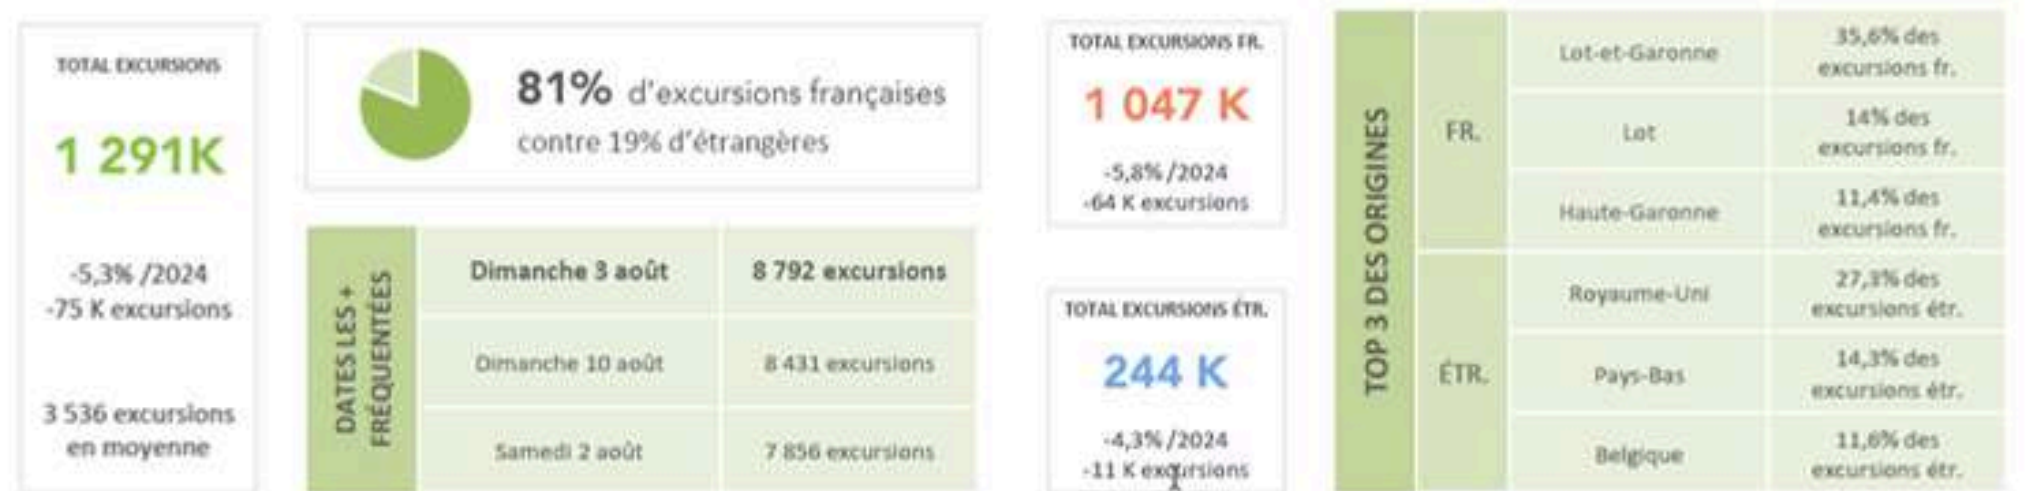 TOTAL EXCURSIONS
1 291K
-5,3% /2024
-75 K excursions
3 536 excursions
en moyenne
81% d'excursions françaises
contre 19% d'étrangères
DATES LES +
FRÉQUENTÉES
Dimanche 3 août
8 792 excursions
Dimanche 10 août
8 431 excursions
Samedi 2 août
7 856 excursions
TOTAL EXCURSIONS FR.
1 047 K
-5,8% /2024
-64 K excursions
TOTAL EXCURSIONS ÉTR.
244 K
-4,3% /2024
-11 K excursions
TOP 3 DES ORIGINES
FR.
Lot-et-Garonne
35,6% des
excursions fr.
Lot
14% des
excursions fr.
Haute-Garonne
11,4% des
excursions fr.
ÉTR.
Royaume-Uni
27,3% des
excursions étr.
Pays-Bas
14,3% des
excursions étr.
Belgique
11,6% des
excursions étr.